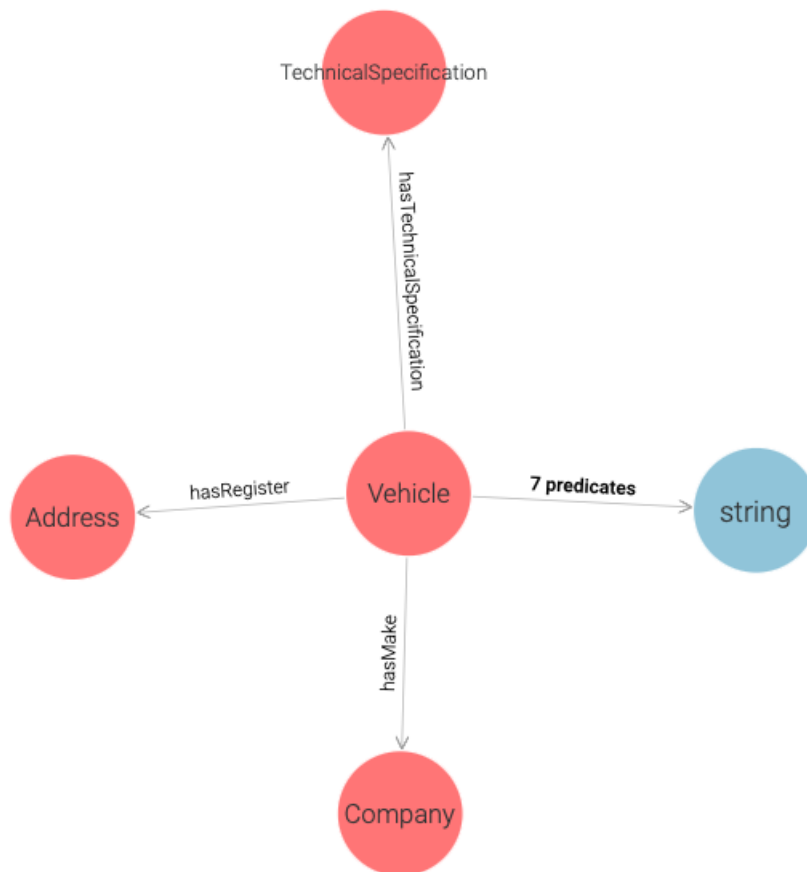 TechnicalSpecification
hasTechnicalSpecification
Address
hasRegister
Vehicle
7 predicates
string
hasMake
Company